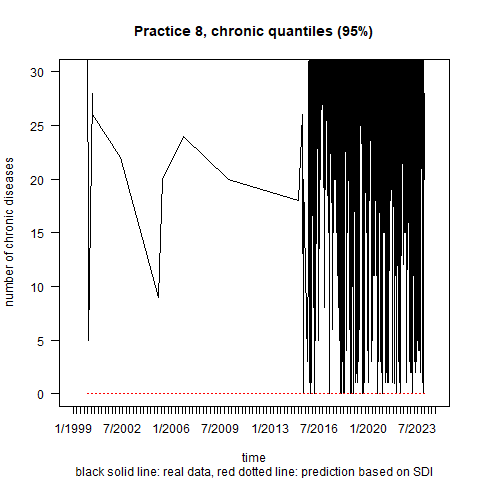 Practice 8, chronic quantiles (95%)
number of chronic diseases
30
25
20
15
10
5
0
1/1999 7/2002 1/2006 7/2009 1/2013 7/2016 1/2020 7/2023
time
black solid line: real data, red dotted line: prediction based on SDI